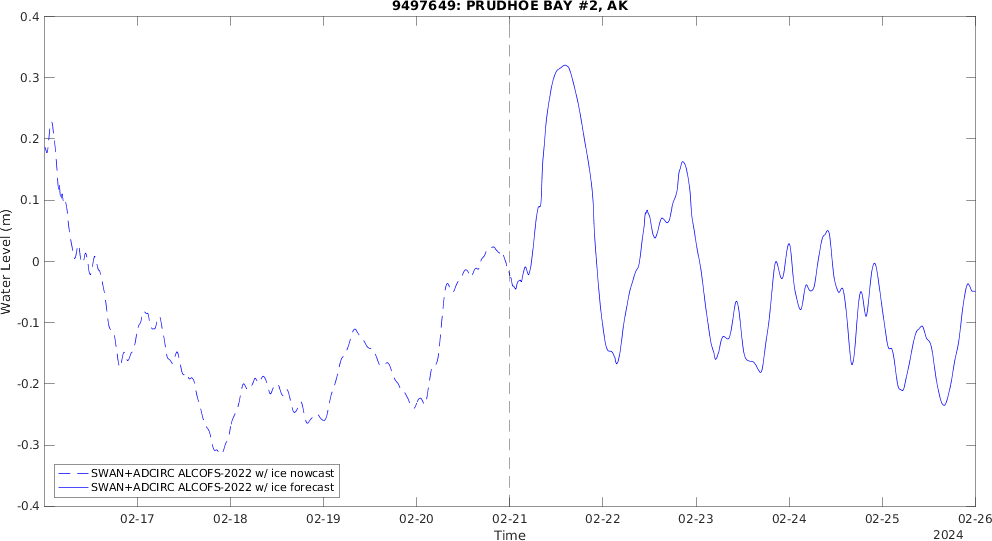 9497649: PRUDHOE BAY #2, AK
0.4
0.3
0.2
0.1
0
-0.1
-0.2
-0.3
-0.4
Water Level (m)
SWAN+ADCIRC ALCOFS-2022 w/ ice nowcast
SWAN+ADCIRC ALCOFS-2022 w/ ice forecast
02-17 02-18 02-19 02-20 02-21 02-22 02-23 02-24 02-25 02-26
Time
2024